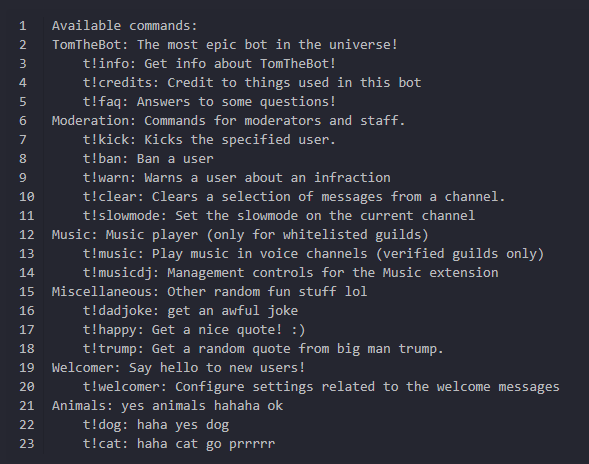 1 Available commands:
2 TomTheBot: The most epic bot in the universe!
3 t!info: Get info about TomTheBot!
4 t!credits: Credit to things used in this bot
5 t!faq: Answers to some questions!
6 Moderation: Commands for moderators and staff.
7 t!kick: Kicks the specified user.
8 t!ban: Ban a user
9 t!warn: Warns a user about an infraction
10 t!clear: Clears a selection of messages from a channel.
11 t!slowmode: Set the slowmode on the current channel
12 Music: Music player (only for whitelisted guilds)
13 t!music: Play music in voice channels (verified guilds only)
14 t!musicdj: Management controls for the Music extension
15 Miscellaneous: Other random fun stuff lol
16 t!dadjoke: get an awful joke
17 t!happy: Get a nice quote! :)
18 t!trump: Get a random quote from big man trump.
19 Welcomer: Say hello to new users!
20 t!welcomer: Configure settings related to the welcome messages
21 Animals: yes animals hahaha ok
22 t!dog: haha yes dog
23 t!cat: haha cat go prrrrr